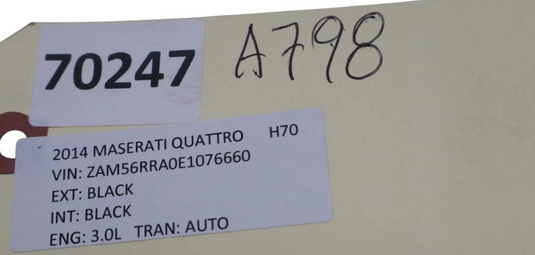 70247 A798
2014 MASERATI QUATTRO H70
VIN: ZAM56RRA0E1076660
EXT: BLACK
INT: BLACK
ENG: 3.0L TRAN: AUTO